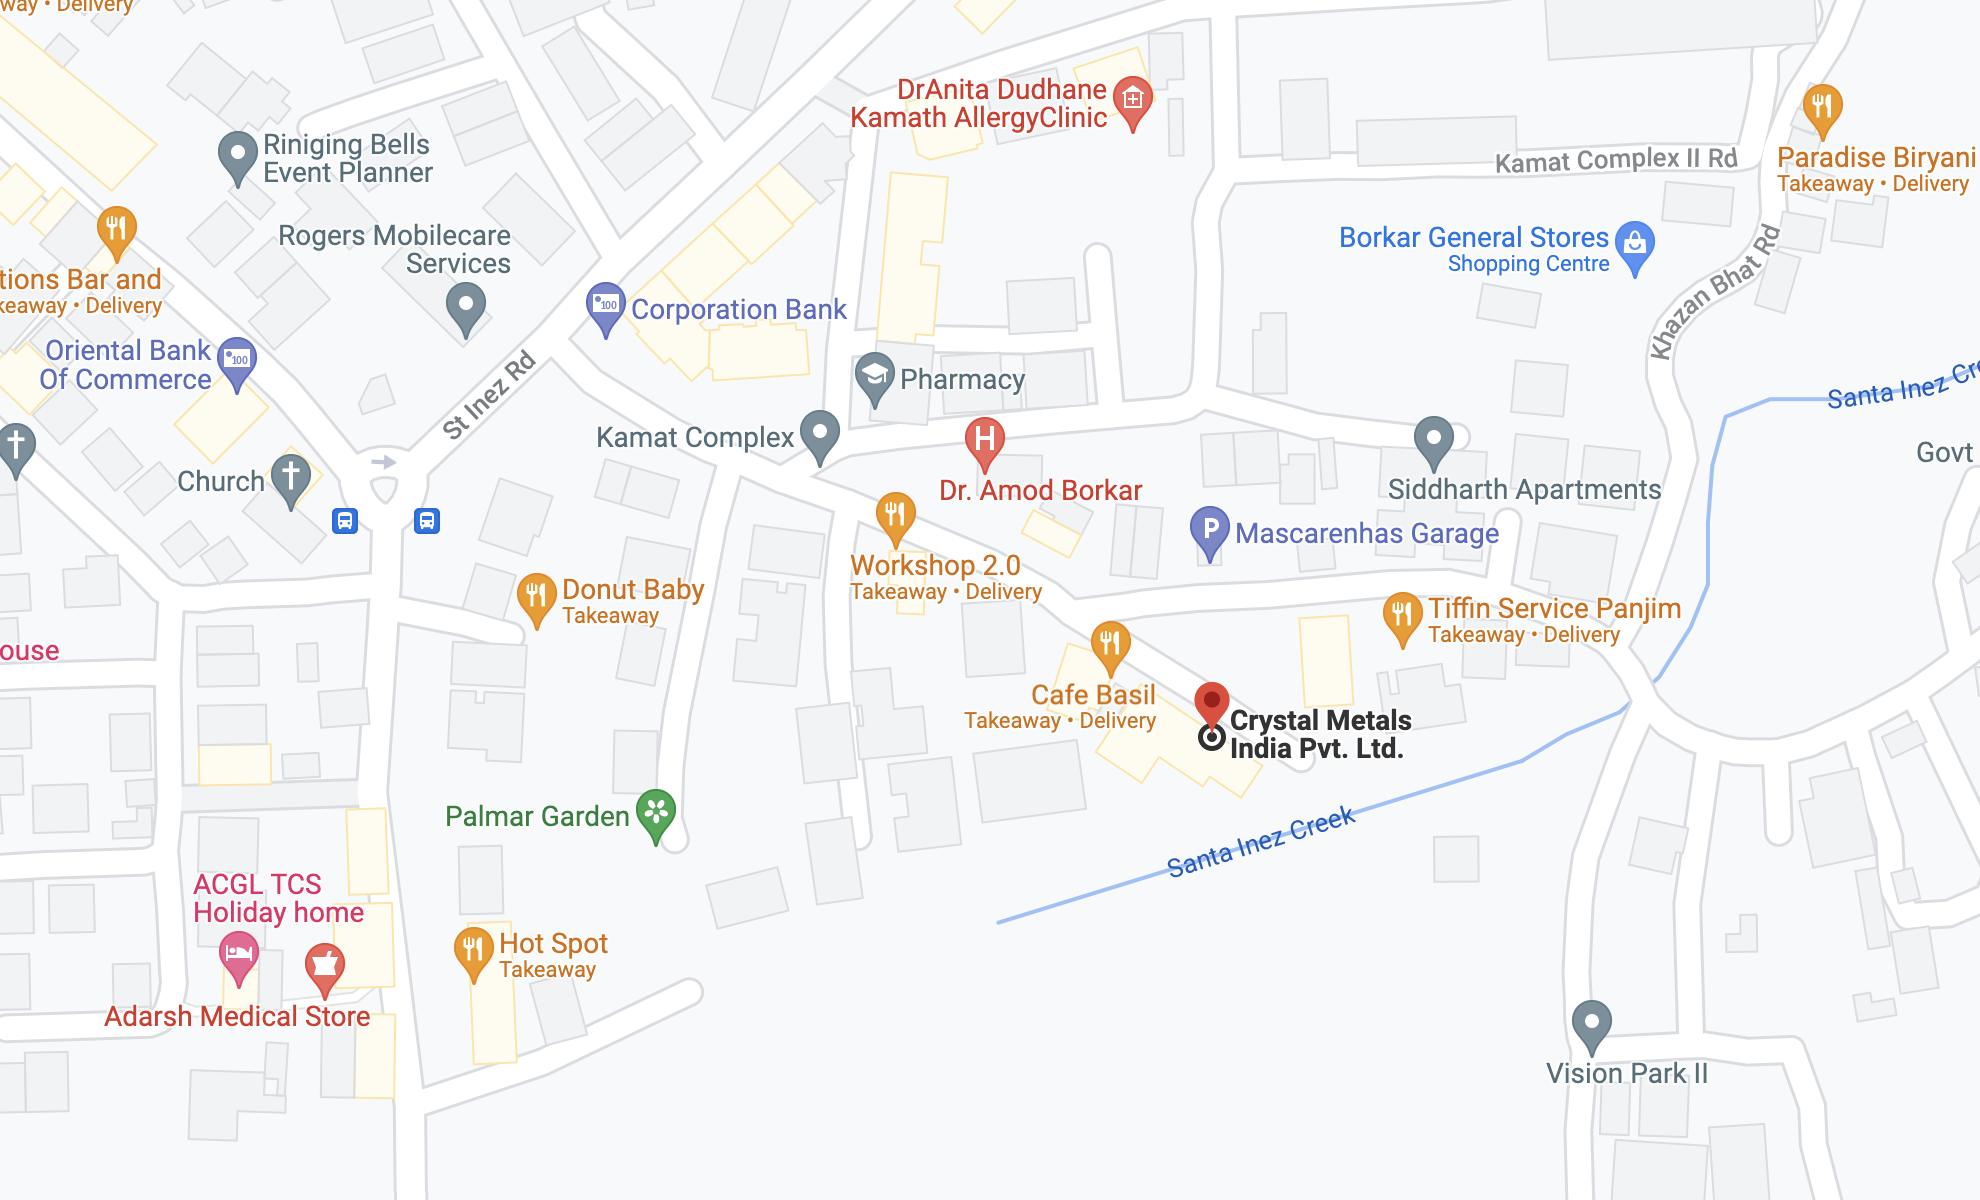 way • Delivery
DrAnita Dudhane
Kamath AllergyClinic
Riniging Bells
Event Planner
Kamat Complex II Rd
Paradise Biryani
Takeaway • Delivery
Rogers Mobilecare
Services
Borkar General Stores
Shopping Centre
tions Bar and
keaway • Delivery
100
Corporation Bank
Khazan Bhat Rd
Oriental Bank
Of Commerce
100
St Inez Rd
Pharmacy
Santa Inez Cre
Kamat Complex
H
Dr. Amod Borkar
Govt
Church
Siddharth Apartments
P
Mascarenhas Garage
Workshop 2.0
Takeaway • Delivery
Donut Baby
Takeaway
Tiffin Service Panjim
Takeaway • Delivery
ouse
Cafe Basil
Takeaway • Delivery
Crystal Metals
India Pvt. Ltd.
Palmar Garden
Santa Inez Creek
ACGL TCS
Holiday home
Hot Spot
Takeaway
Adarsh Medical Store
Vision Park II